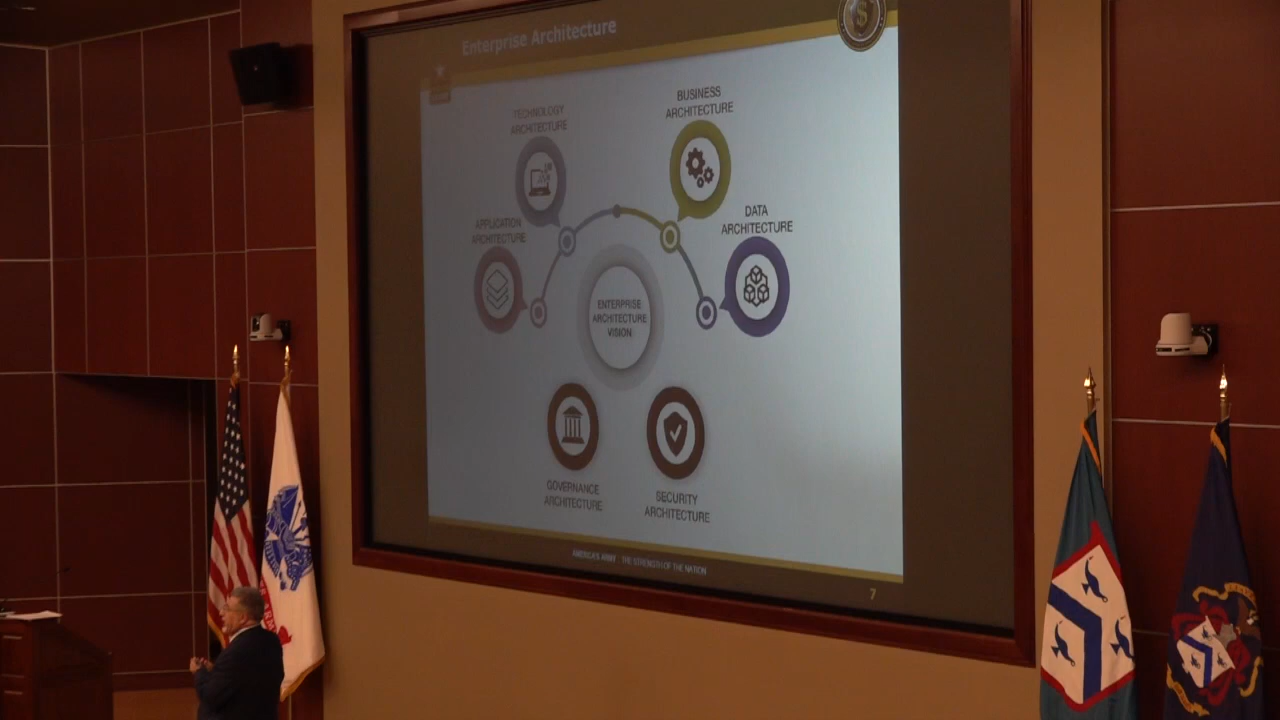 Enterprise Architecture
TECHNOLOGY
ARCHITECTURE
BUSINESS
ARCHITECTURE
APPLICATION
ARCHITECTURE
DATA
ARCHITECTURE
ENTERPRISE
ARCHITECTURE
VISION
GOVERNANCE
ARCHITECTURE
SECURITY
ARCHITECTURE
AMERICA'S ARMY: THE STRENGTH OF THE NATION
7